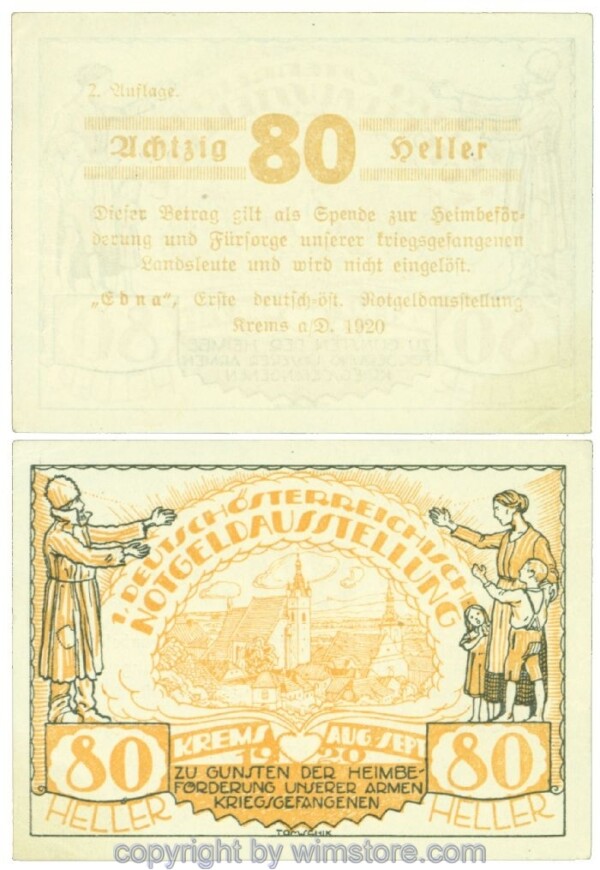 2. Auflage.
Achtzig 80 Heller
Dieser Betrag gilt als Spende zur Heimbeför-
derung und Fürsorge unserer kriegsgefangenen
Landsleute und wird nicht eingelöst.
„Edna“, Erste deutsch-öst. Notgeldausstellung
Krems a/D. 1920
1. DEUTSCHÖSTERREICHISCHE
NOTGELDAUSSTELLUNG
KREMS AUG. SEPT.
1920
80 80
HELLER HELLER
ZU GUNSTEN DER HEIMBE-
FÖRDERUNG UNSERER ARMEN
KRIEGSGEFANGENEN
copyright by wimstore.com